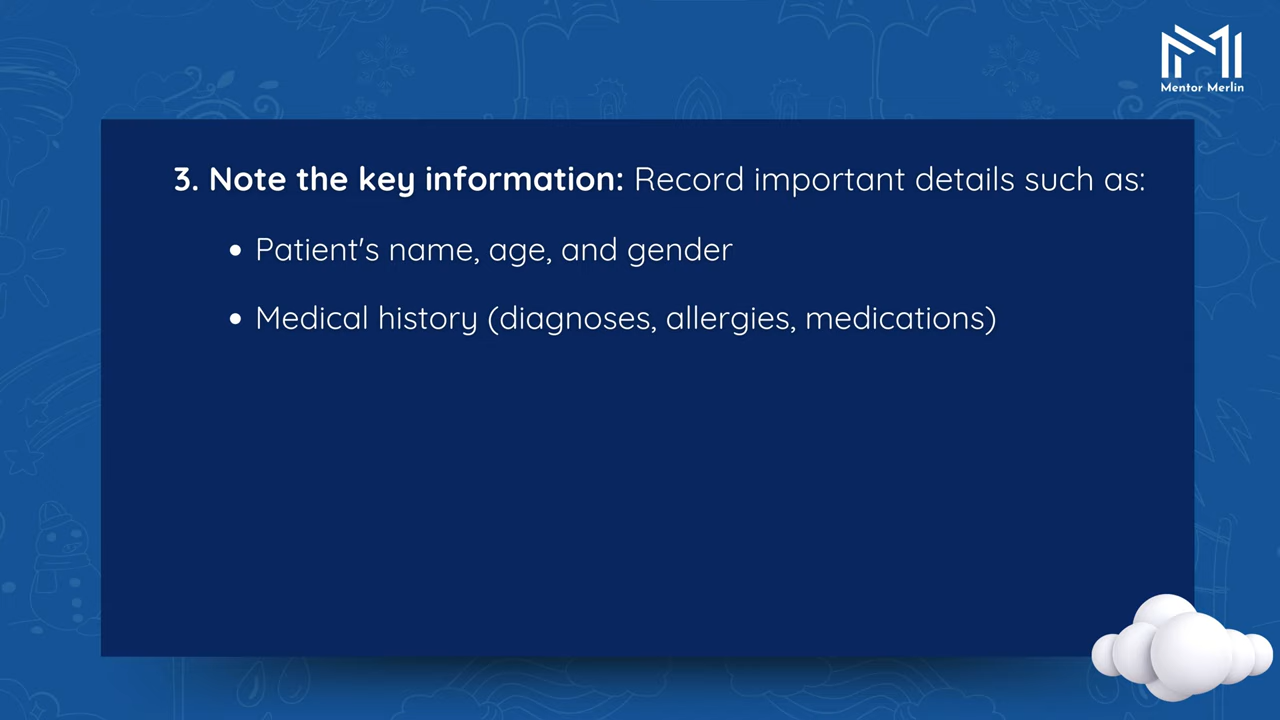 Mentor Merlin
3. Note the key information: Record important details such as:
• Patient's name, age, and gender
• Medical history (diagnoses, allergies, medications)